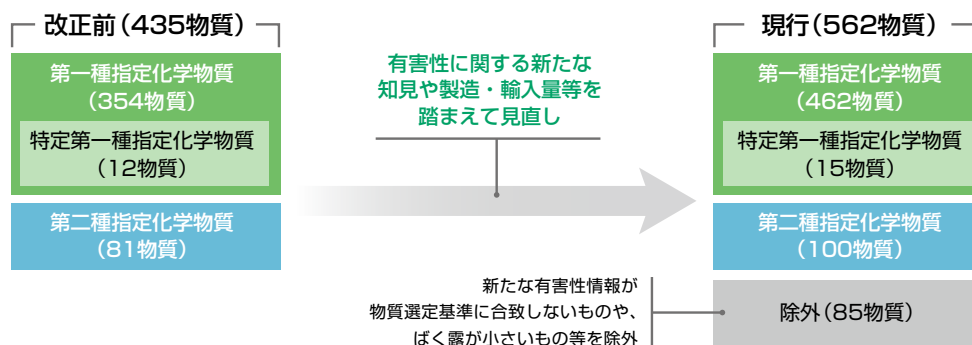 改正前(435物質)
第一種指定化学物質
(354物質)
特定第一種指定化学物質
(12物質)
第二種指定化学物質
(81物質)
有害性に関する新たな
知見や製造・輸入量等を
踏まえて見直し
現行(562物質)
第一種指定化学物質
(462物質)
特定第一種指定化学物質
(15物質)
第二種指定化学物質
(100物質)
新たな有害性情報が
物質選定基準に合致しないものや、
ばく露が小さいもの等を除外
除外(85物質)